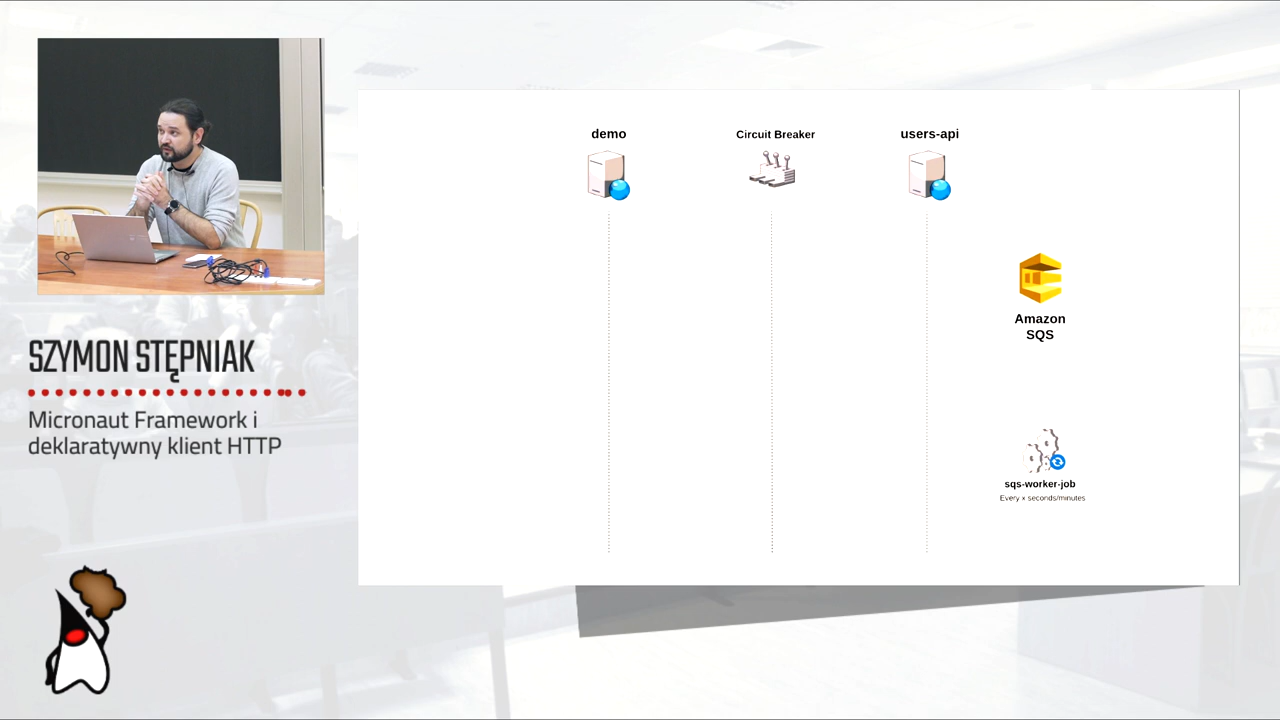 SZYMON STĘPNIAK
Micronaut Framework i
deklaratywny klient HTTP
demo
Circuit Breaker
users-api
Amazon
SQS
sqs-worker-job
Every x seconds/minutes